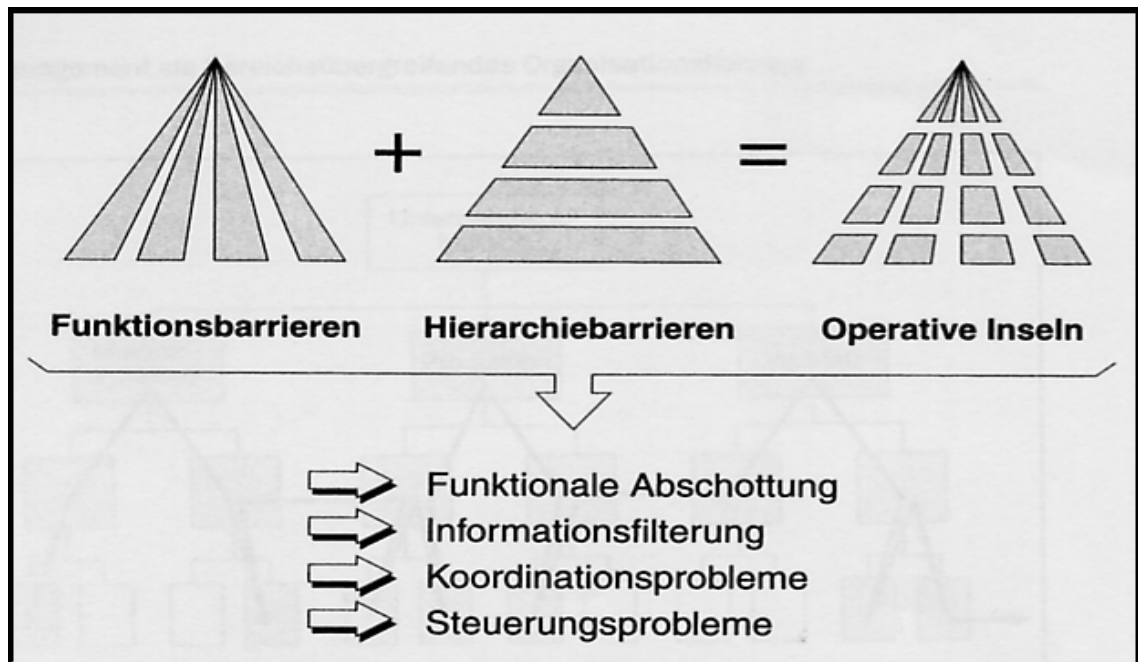 +
=
Funktionsbarrieren
Hierarchiebarrieren
Operative Inseln
Funktionale Abschottung
Informationsfilterung
Koordinationsprobleme
Steuerungsprobleme